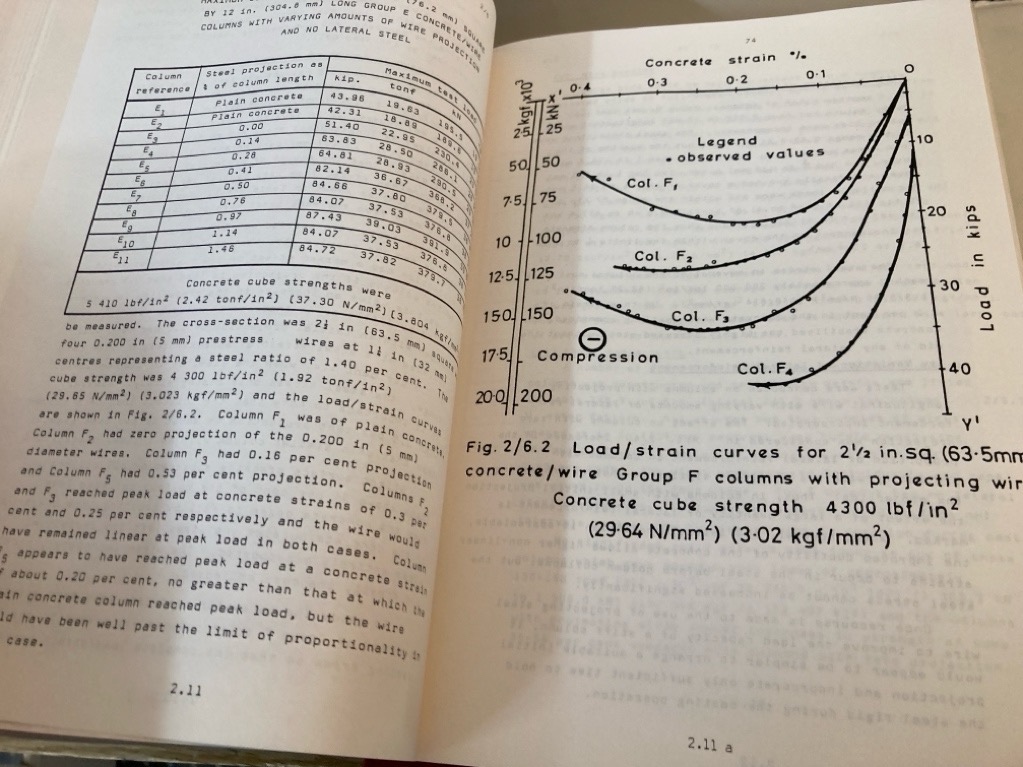 MAXIMUM (76.2 mm) SQUARE
BY 12 in. (304.8 mm) LONG GROUP E CONCRETE/WIRE
COLUMNS WITH VARYING AMOUNTS OF WIRE PROJECTION
AND NO LATERAL STEEL
Column reference Steel projection as % of column length Maximum test load
kip. tonf kN
E1 Plain concrete 43.96 19.63 195.5
E2 Plain concrete 42.31 18.89
E3 0.00 51.40 22.95
E4 0.14 63.83 28.50
E5 0.28 64.81 28.93
E6 0.41 82.14 36.67
E7 0.50 84.66 37.80
E8 0.76 84.07 37.53
E9 0.97 87.43 39.03
E10 1.14 84.07 37.53
E11 1.46 84.72 37.82 379.7
Concrete cube strengths were
5 410 lbf/in² (2.42 tonf/in²) (37.30 N/mm²) (3.804 kgf/mm
be measured. The cross-section was 2½ in (63.5 mm) square
four 0.200 in (5 mm) prestress wires at 1¼ in (32 mm)
centres representing a steel ratio of 1.40 per cent. The
cube strength was 4 300 lbf/in² (1.92 tonf/in²)
(29.65 N/mm²) (3.023 kgf/mm²) and the load/strain curves
are shown in Fig. 2/6.2. Column F1 was of plain concrete.
Column F2 had zero projection of the 0.200 in (5 mm)
diameter wires. Column F3 had 0.16 per cent projection
and Column F5 had 0.53 per cent projection. Columns F2
and F3 reached peak load at concrete strains of 0.3 per
cent and 0.25 per cent respectively and the wire would
have remained linear at peak load in both cases. Column
5 appears to have reached peak load at a concrete strain
f about 0.20 per cent, no greater than that at which the
ain concrete column reached peak load, but the wire
ld have been well past the limit of proportionality in
case.
2.11
74
Concrete strain %
X' 0·4 0·3 0·2 0·1 0
kgf x10³ kN
2·5 25
5·0 50
7·5 75
10 100
12·5 125
15·0 150
17·5
20·0 200
Legend
• observed values
Col. F1
Col. F2
Col. F3
Col. F4
Compression
10
20
30
40
Load in kips
Y'
Fig. 2/6.2 Load/strain curves for 2½ in.sq. (63·5mm
concrete/wire Group F columns with projecting wir
Concrete cube strength 4300 lbf/in²
(29·64 N/mm²) (3·02 kgf/mm²)
2.11 a